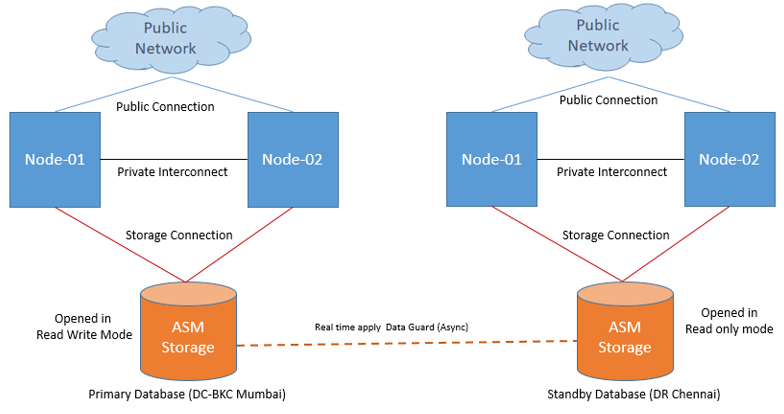 Public
Network
Public Connection
Node-01
Node-02
Private Interconnect
Storage Connection
Opened in
Read Write Mode
ASM
Storage
Primary Database (DC-BKC Mumbai)
Real time apply  Data Guard (Async)
Public
Network
Public Connection
Node-01
Node-02
Private Interconnect
Storage Connection
ASM
Storage
Opened in
Read only mode
Standby Database (DR Chennai)